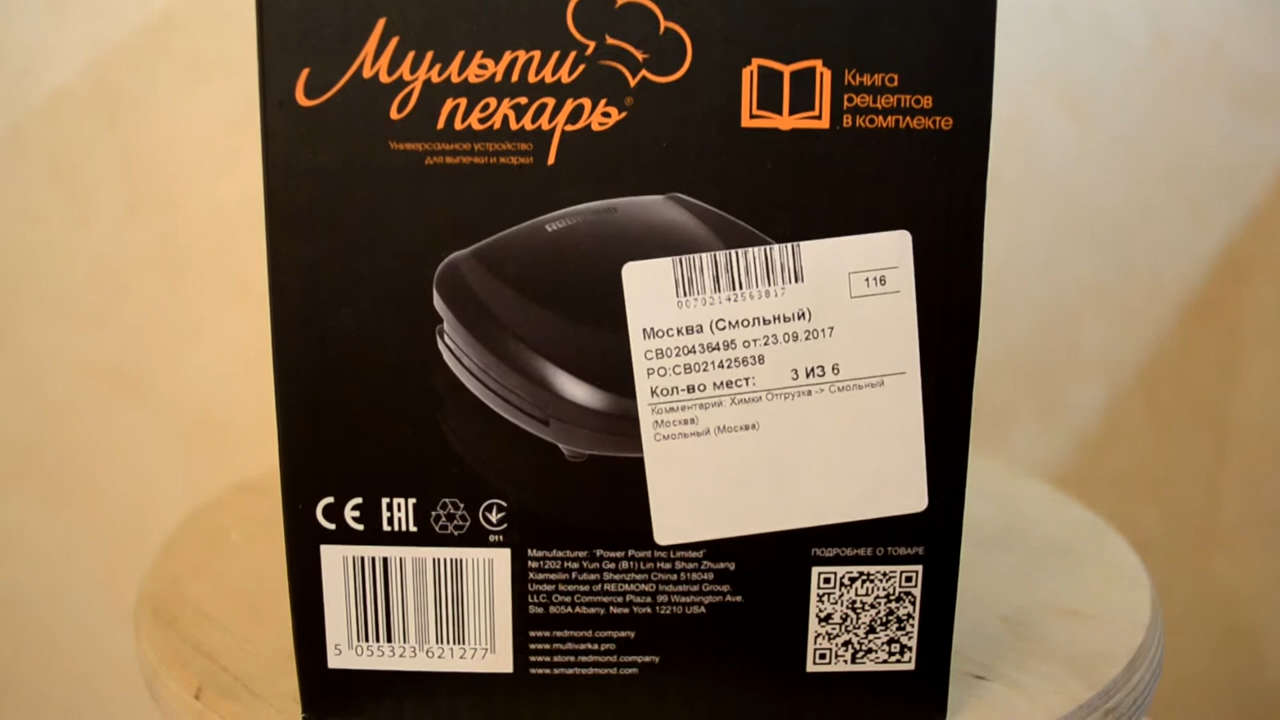 Мульти
пекарь®
Универсальное устройство
для выпечки и жарки
Книга
рецептов
в комплекте
REDMOND
00702142563817
116
Москва (Смольный)
СВ020436495 от:23.09.2017
РО:СВ021425638
Кол-во мест: 3 ИЗ 6
Комментарий: Химки Отгрузка -> Смольный
(Москва)
Смольный (Москва)
CE EAC
011
5 055323 621277
Manufacturer: "Power Point Inc Limited"
№1202 Hai Yun Ge (B1) Lin Hai Shan Zhuang
Xiameilin Futian Shenzhen China 518049
Under license of REDMOND Industrial Group,
LLC, One Commerce Plaza, 99 Washington Ave,
Ste. 805A Albany, New York 12210 USA
www.redmond.company
www.multivarka.pro
www.store.redmond.company
www.smartredmond.com
ПОДРОБНЕЕ О ТОВАРЕ